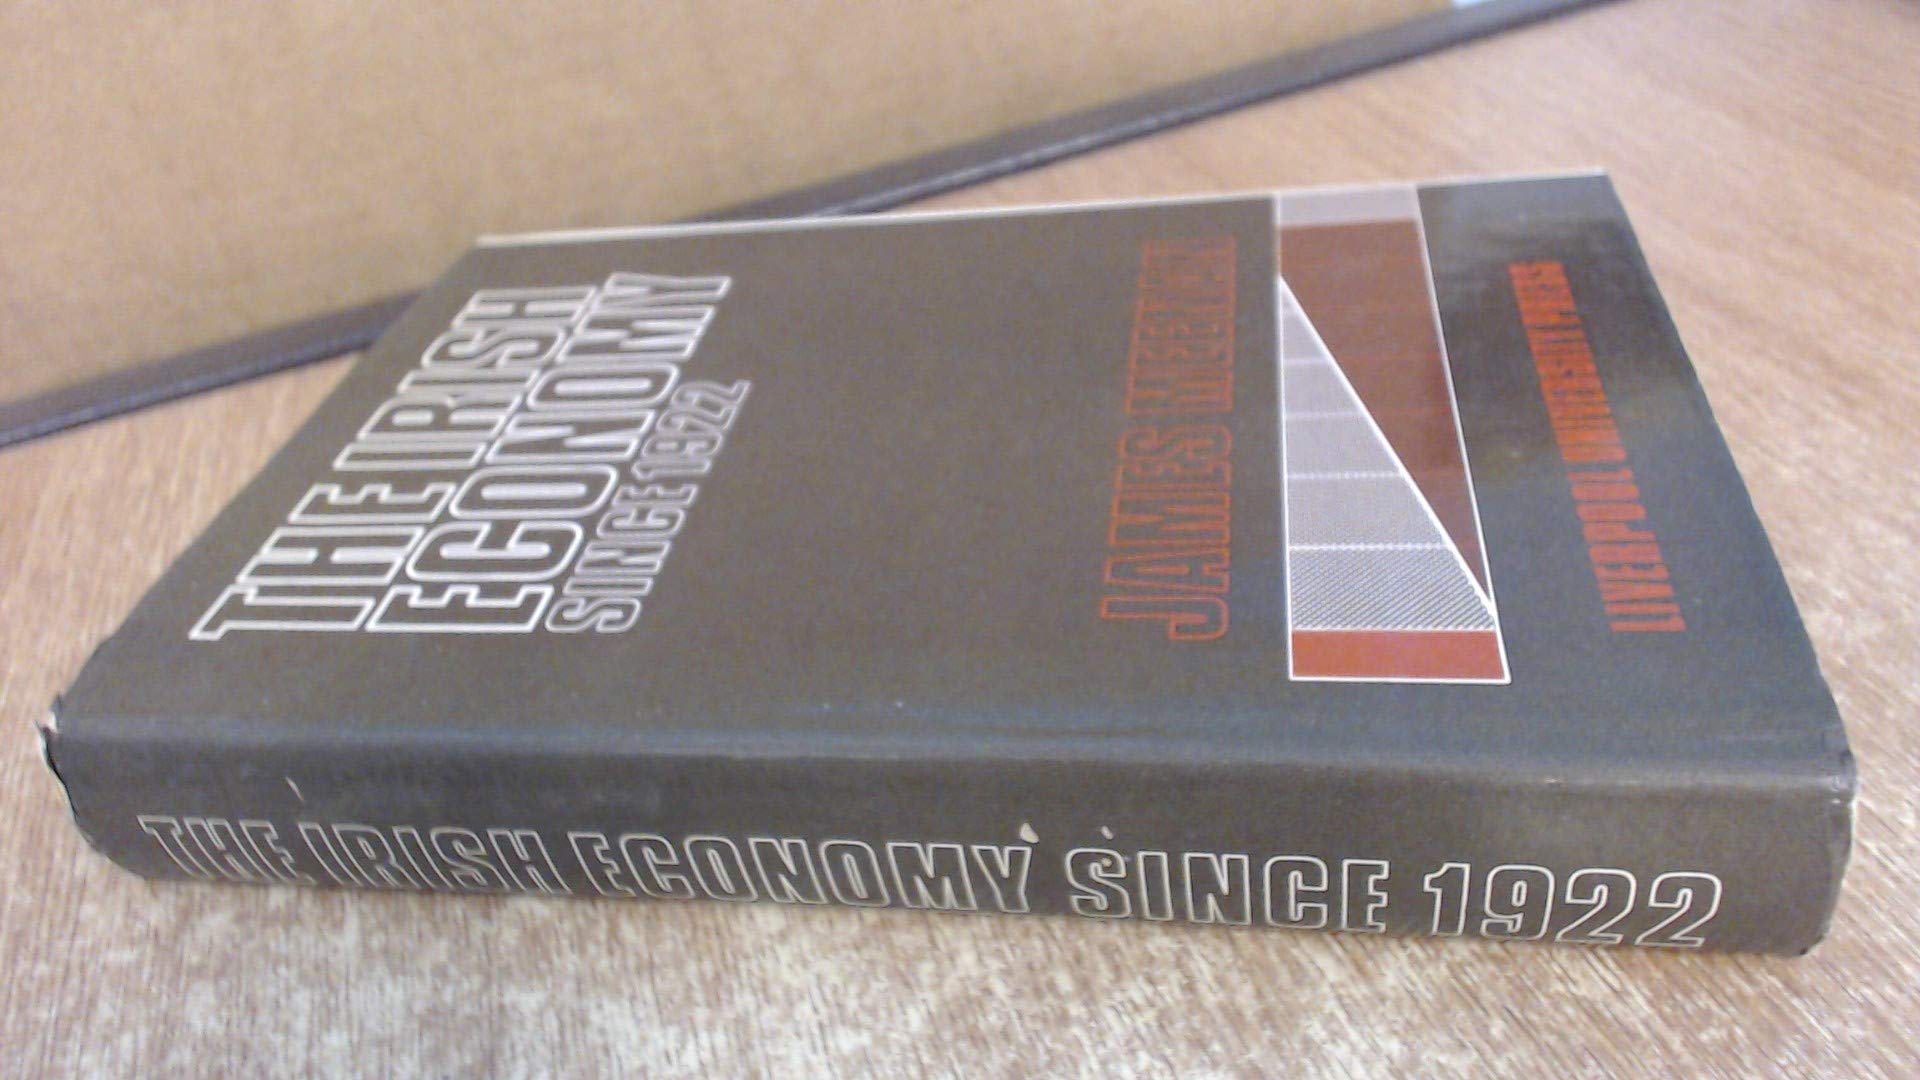 THE IRISH
ECONOMY
SINCE 1922
JAMES MEENAN
LIVERPOOL UNIVERSITY PRESS
THE IRISH ECONOMY SINCE 1922